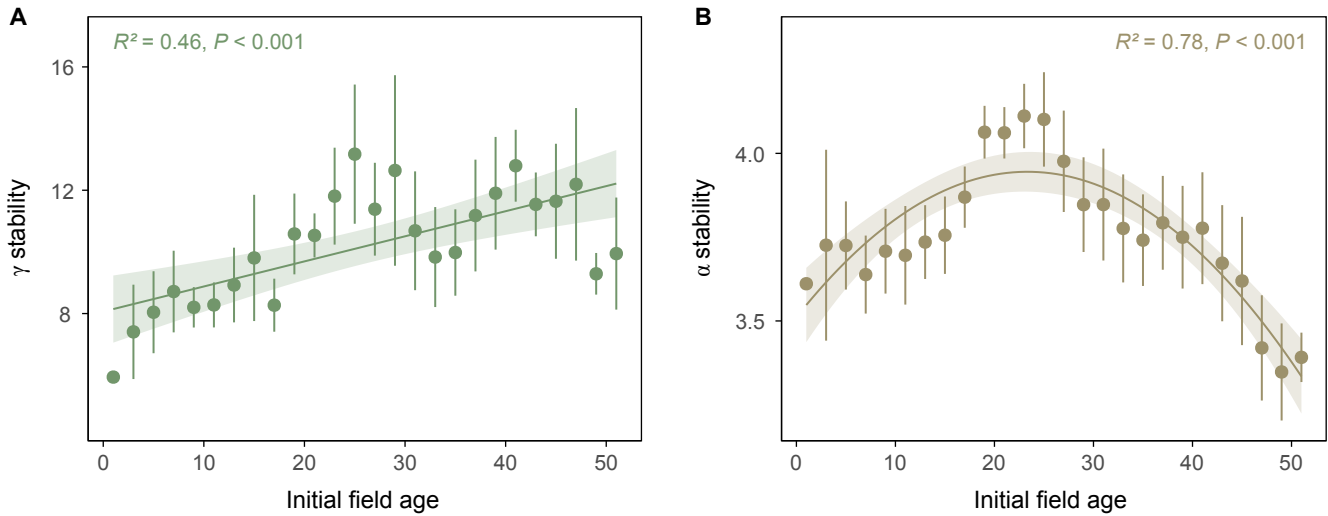 A
R² = 0.46, P < 0.001
16
12
8
γ stability
0 10 20 30 40 50
Initial field age
B
R² = 0.78, P < 0.001
4.0
3.5
α stability
0 10 20 30 40 50
Initial field age